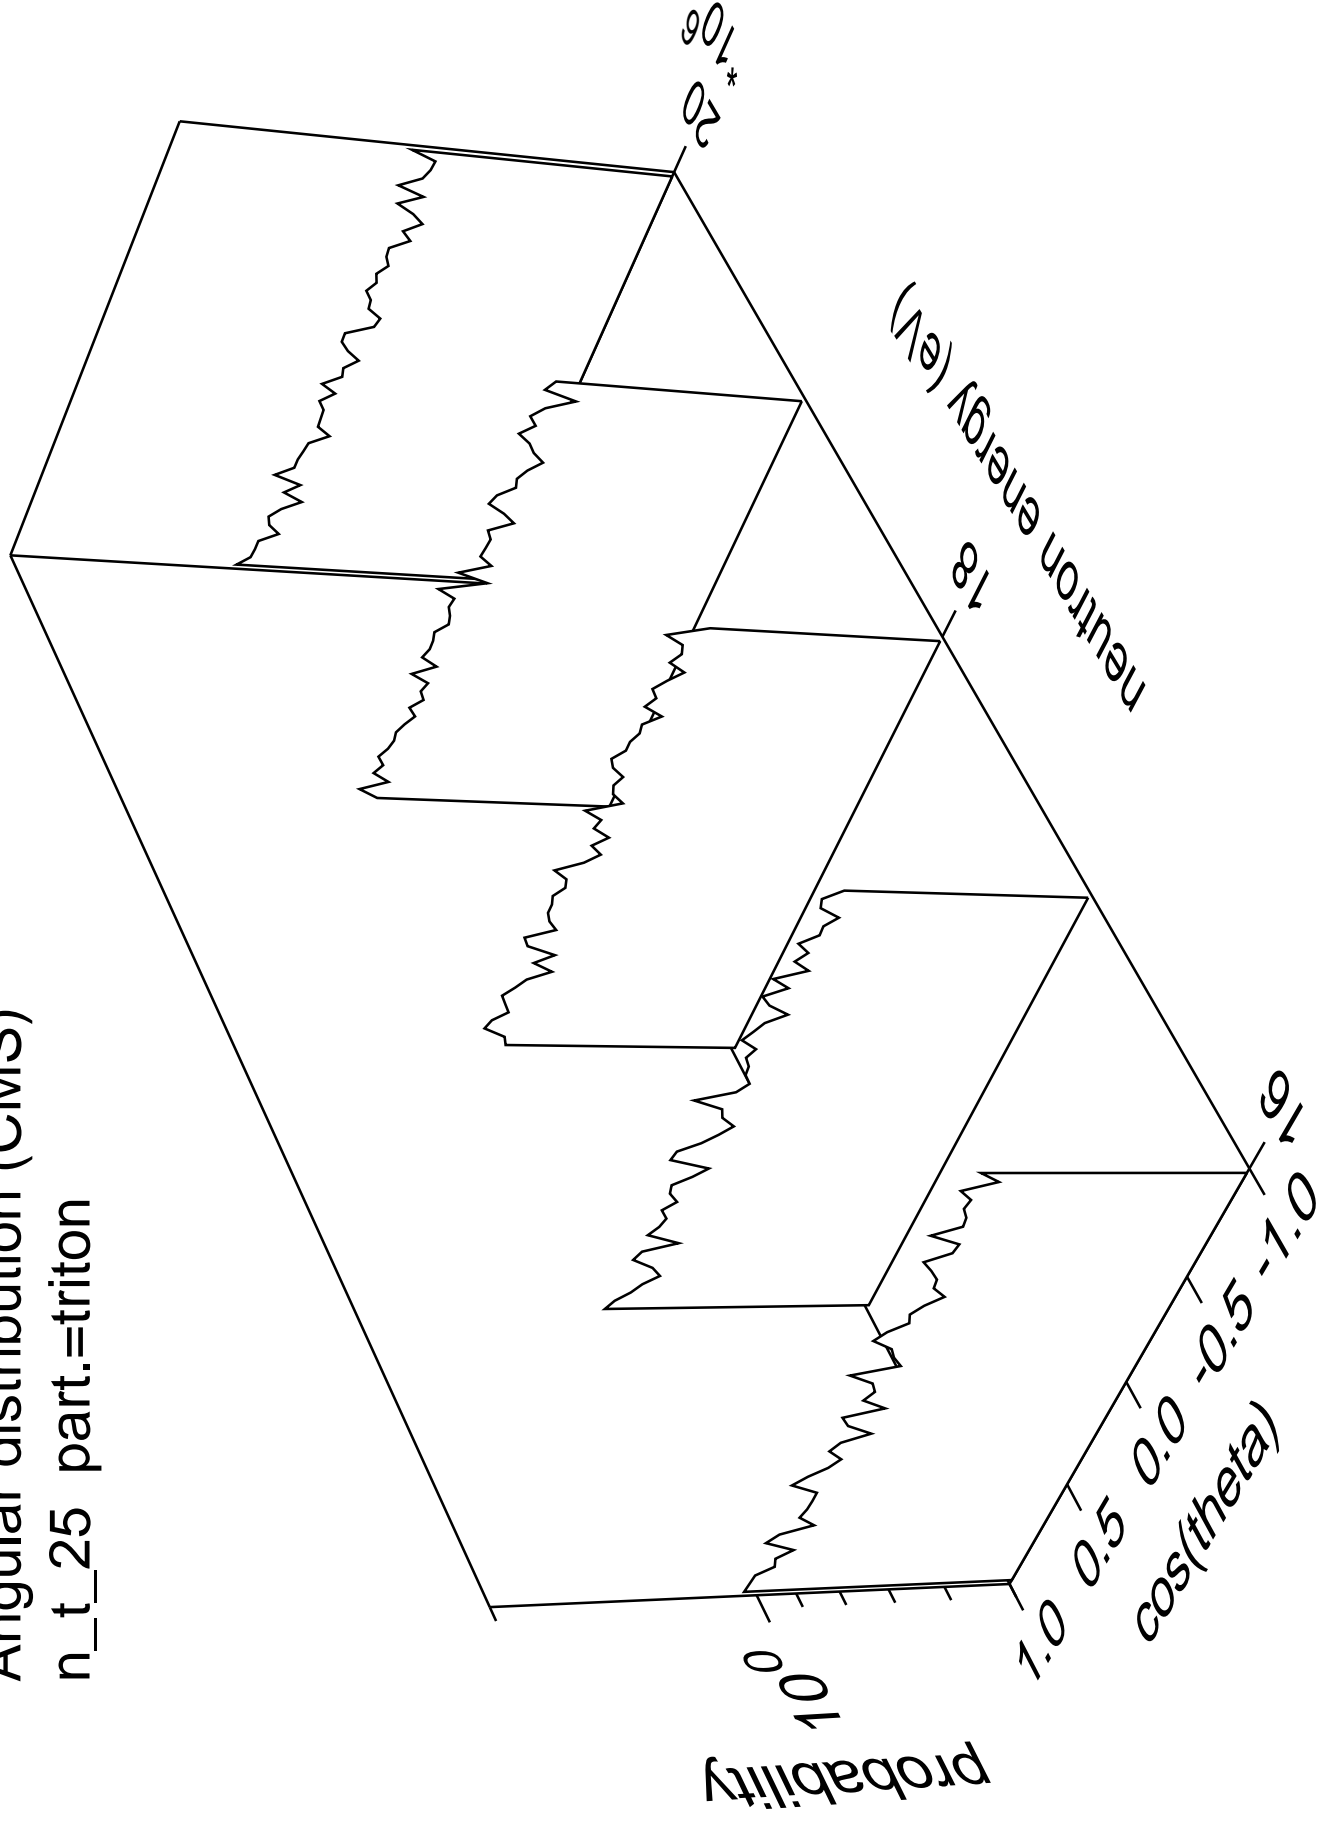 Angular distribution (CMS)
n_t_25 part.=triton
probability
10^0
1.0 0.5 0.0 -0.5 -1.0
cos(theta)
16 18 20 * 10^6
neutron energy (eV)